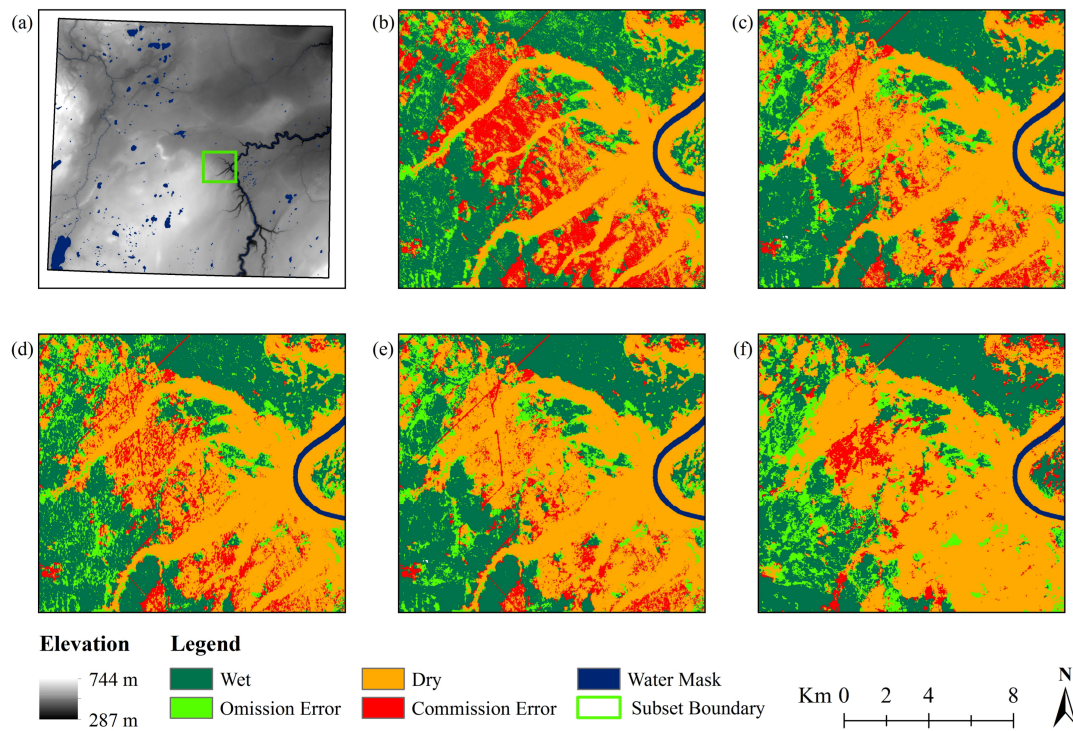 (a)
(b)
(c)
(d)
(e)
(f)
Elevation
744 m
287 m
Legend
Wet
Dry
Water Mask
Omission Error
Commission Error
Subset Boundary
Km 0 2 4 8
N